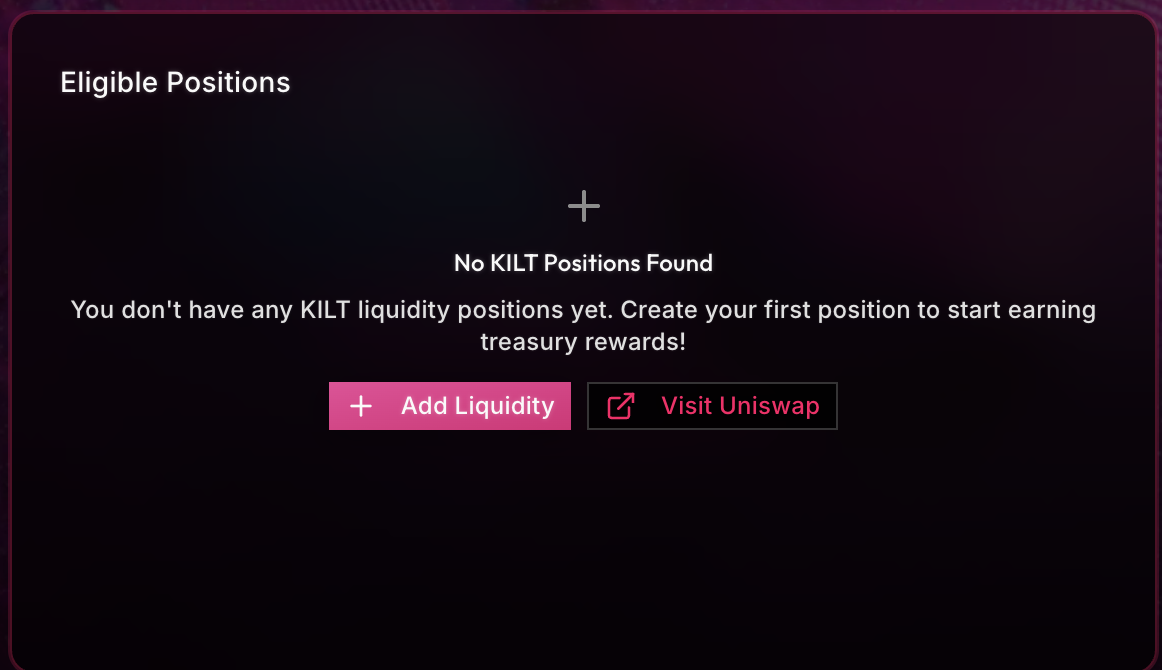 Eligible Positions
No KILT Positions Found
You don't have any KILT liquidity positions yet. Create your first position to start earning
treasury rewards!
Add Liquidity
Visit Uniswap